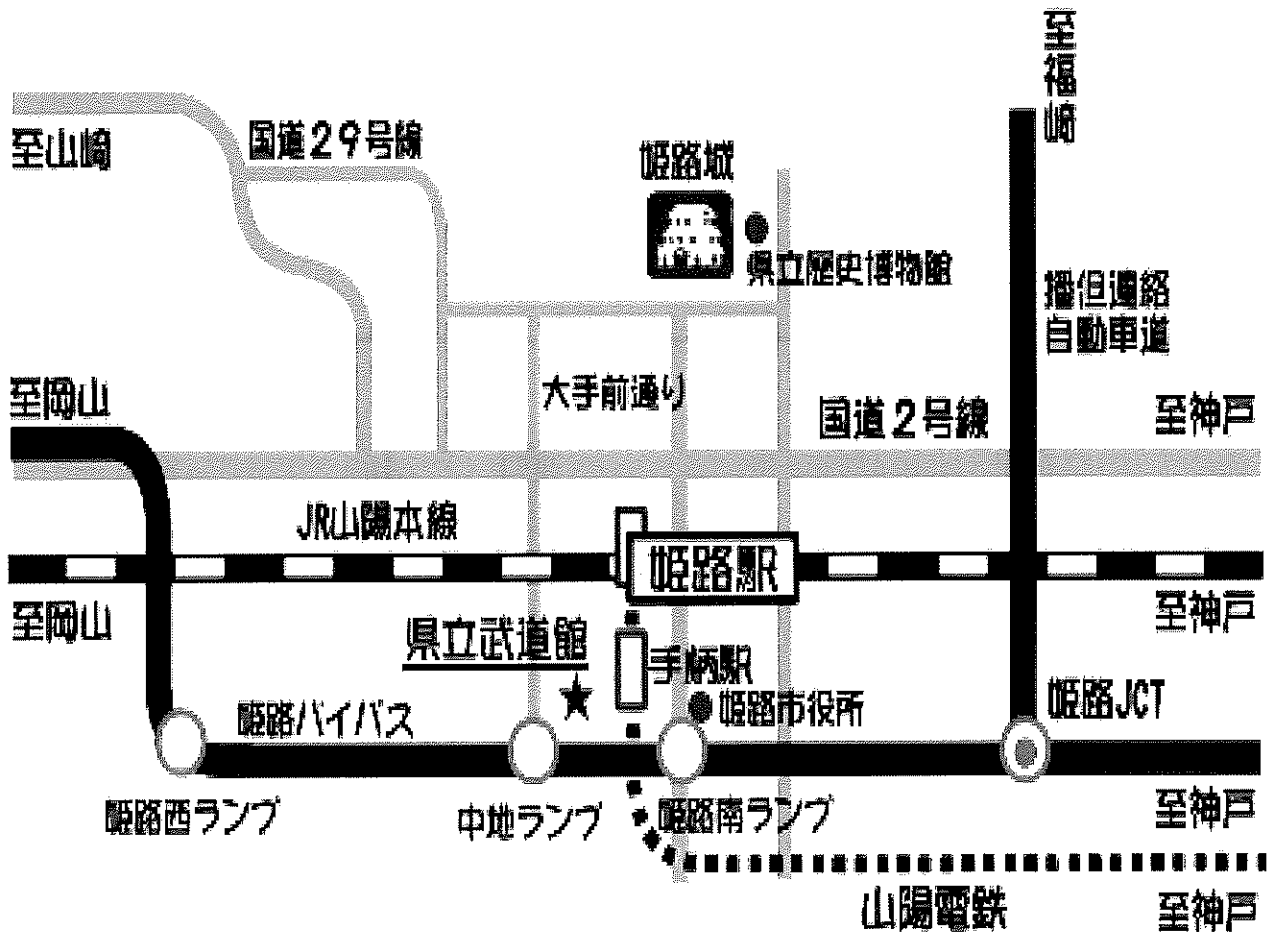 至福崎
至山崎
国道29号線
姫路城
県立歴史博物館
播但連絡
自動車道
至岡山
大手前通り
国道2号線
至神戸
JR山陽本線
姫路駅
至岡山
至神戸
県立武道館
手柄駅
姫路市役所
姫路JCT
姫路バイパス
姫路西ランプ
中地ランプ
姫路南ランプ
至神戸
山陽電鉄
至神戸